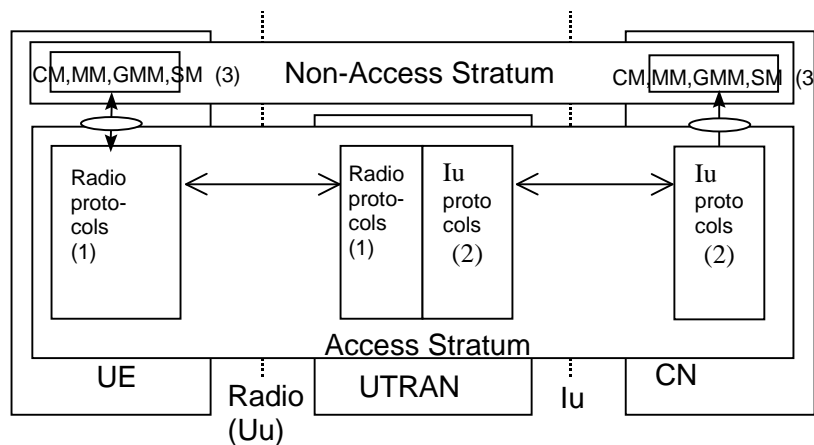 CM,MM,GMM,SM (3)
Non-Access Stratum
CM,MM,GMM,SM (3
Radio
proto-
cols
(1)
Radio
proto-
cols
(1)
Iu
proto
cols
(2)
Iu
proto
cols
(2)
Access Stratum
UE
Radio
(Uu)
UTRAN
Iu
CN